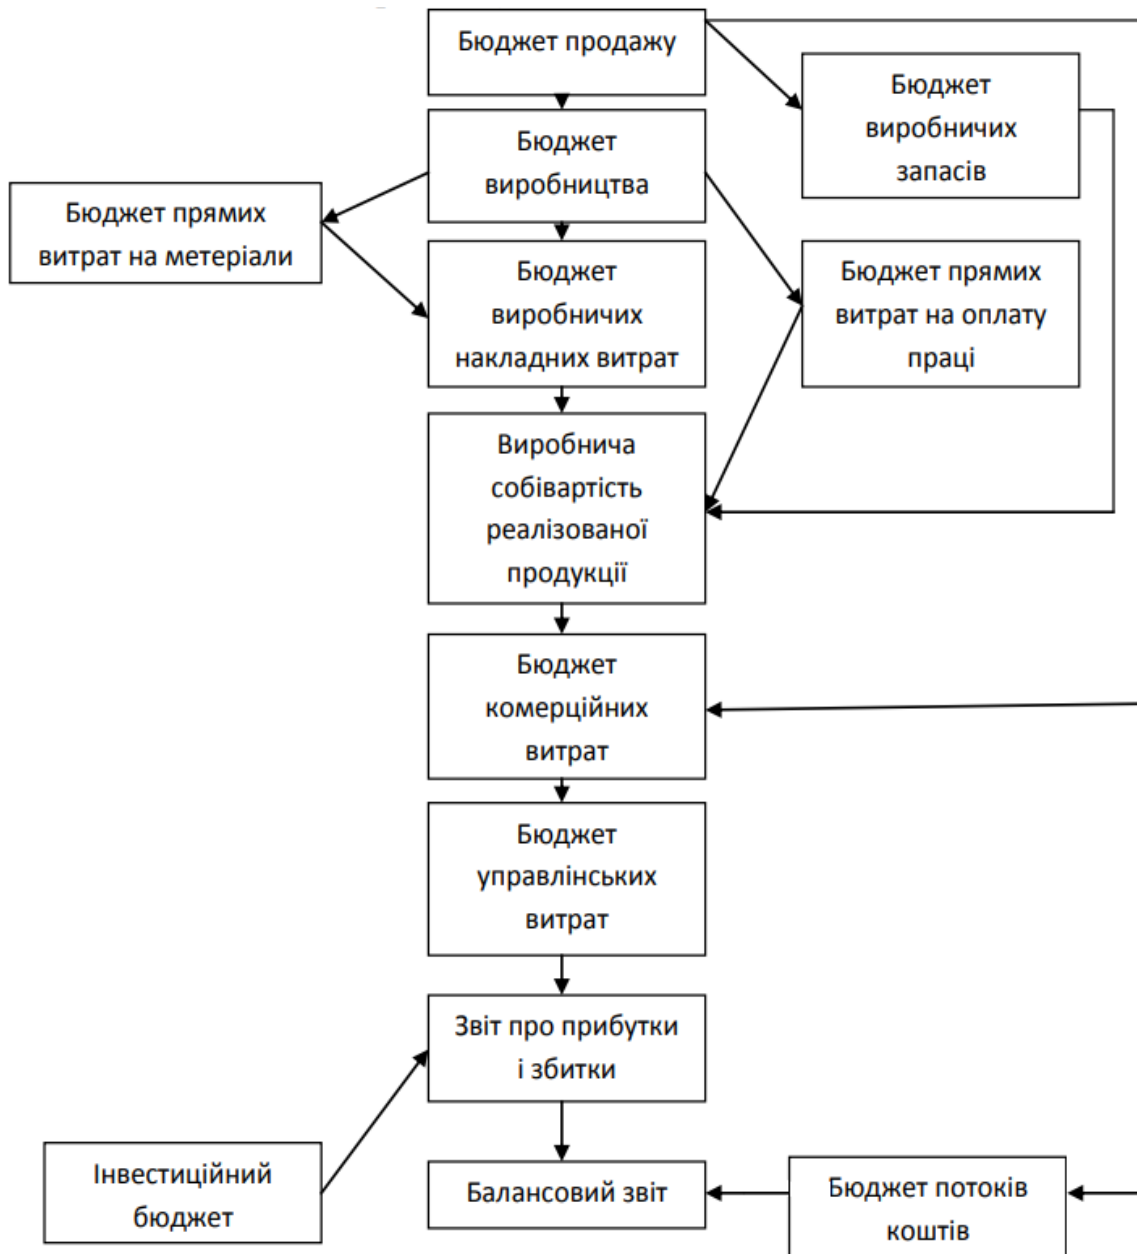 Бюджет продажу
Бюджет
виробничих
запасів
Бюджет
виробництва
Бюджет прямих
витрат на метеріали
Бюджет
виробничих
накладних витрат
Бюджет прямих
витрат на оплату
праці
Виробнича
собівартість
реалізованої
продукції
Бюджет
комерційних
витрат
Бюджет
управлінських
витрат
Звіт про прибутки
і збитки
Інвестиційний
бюджет
Балансовий звіт
Бюджет потоків
коштів